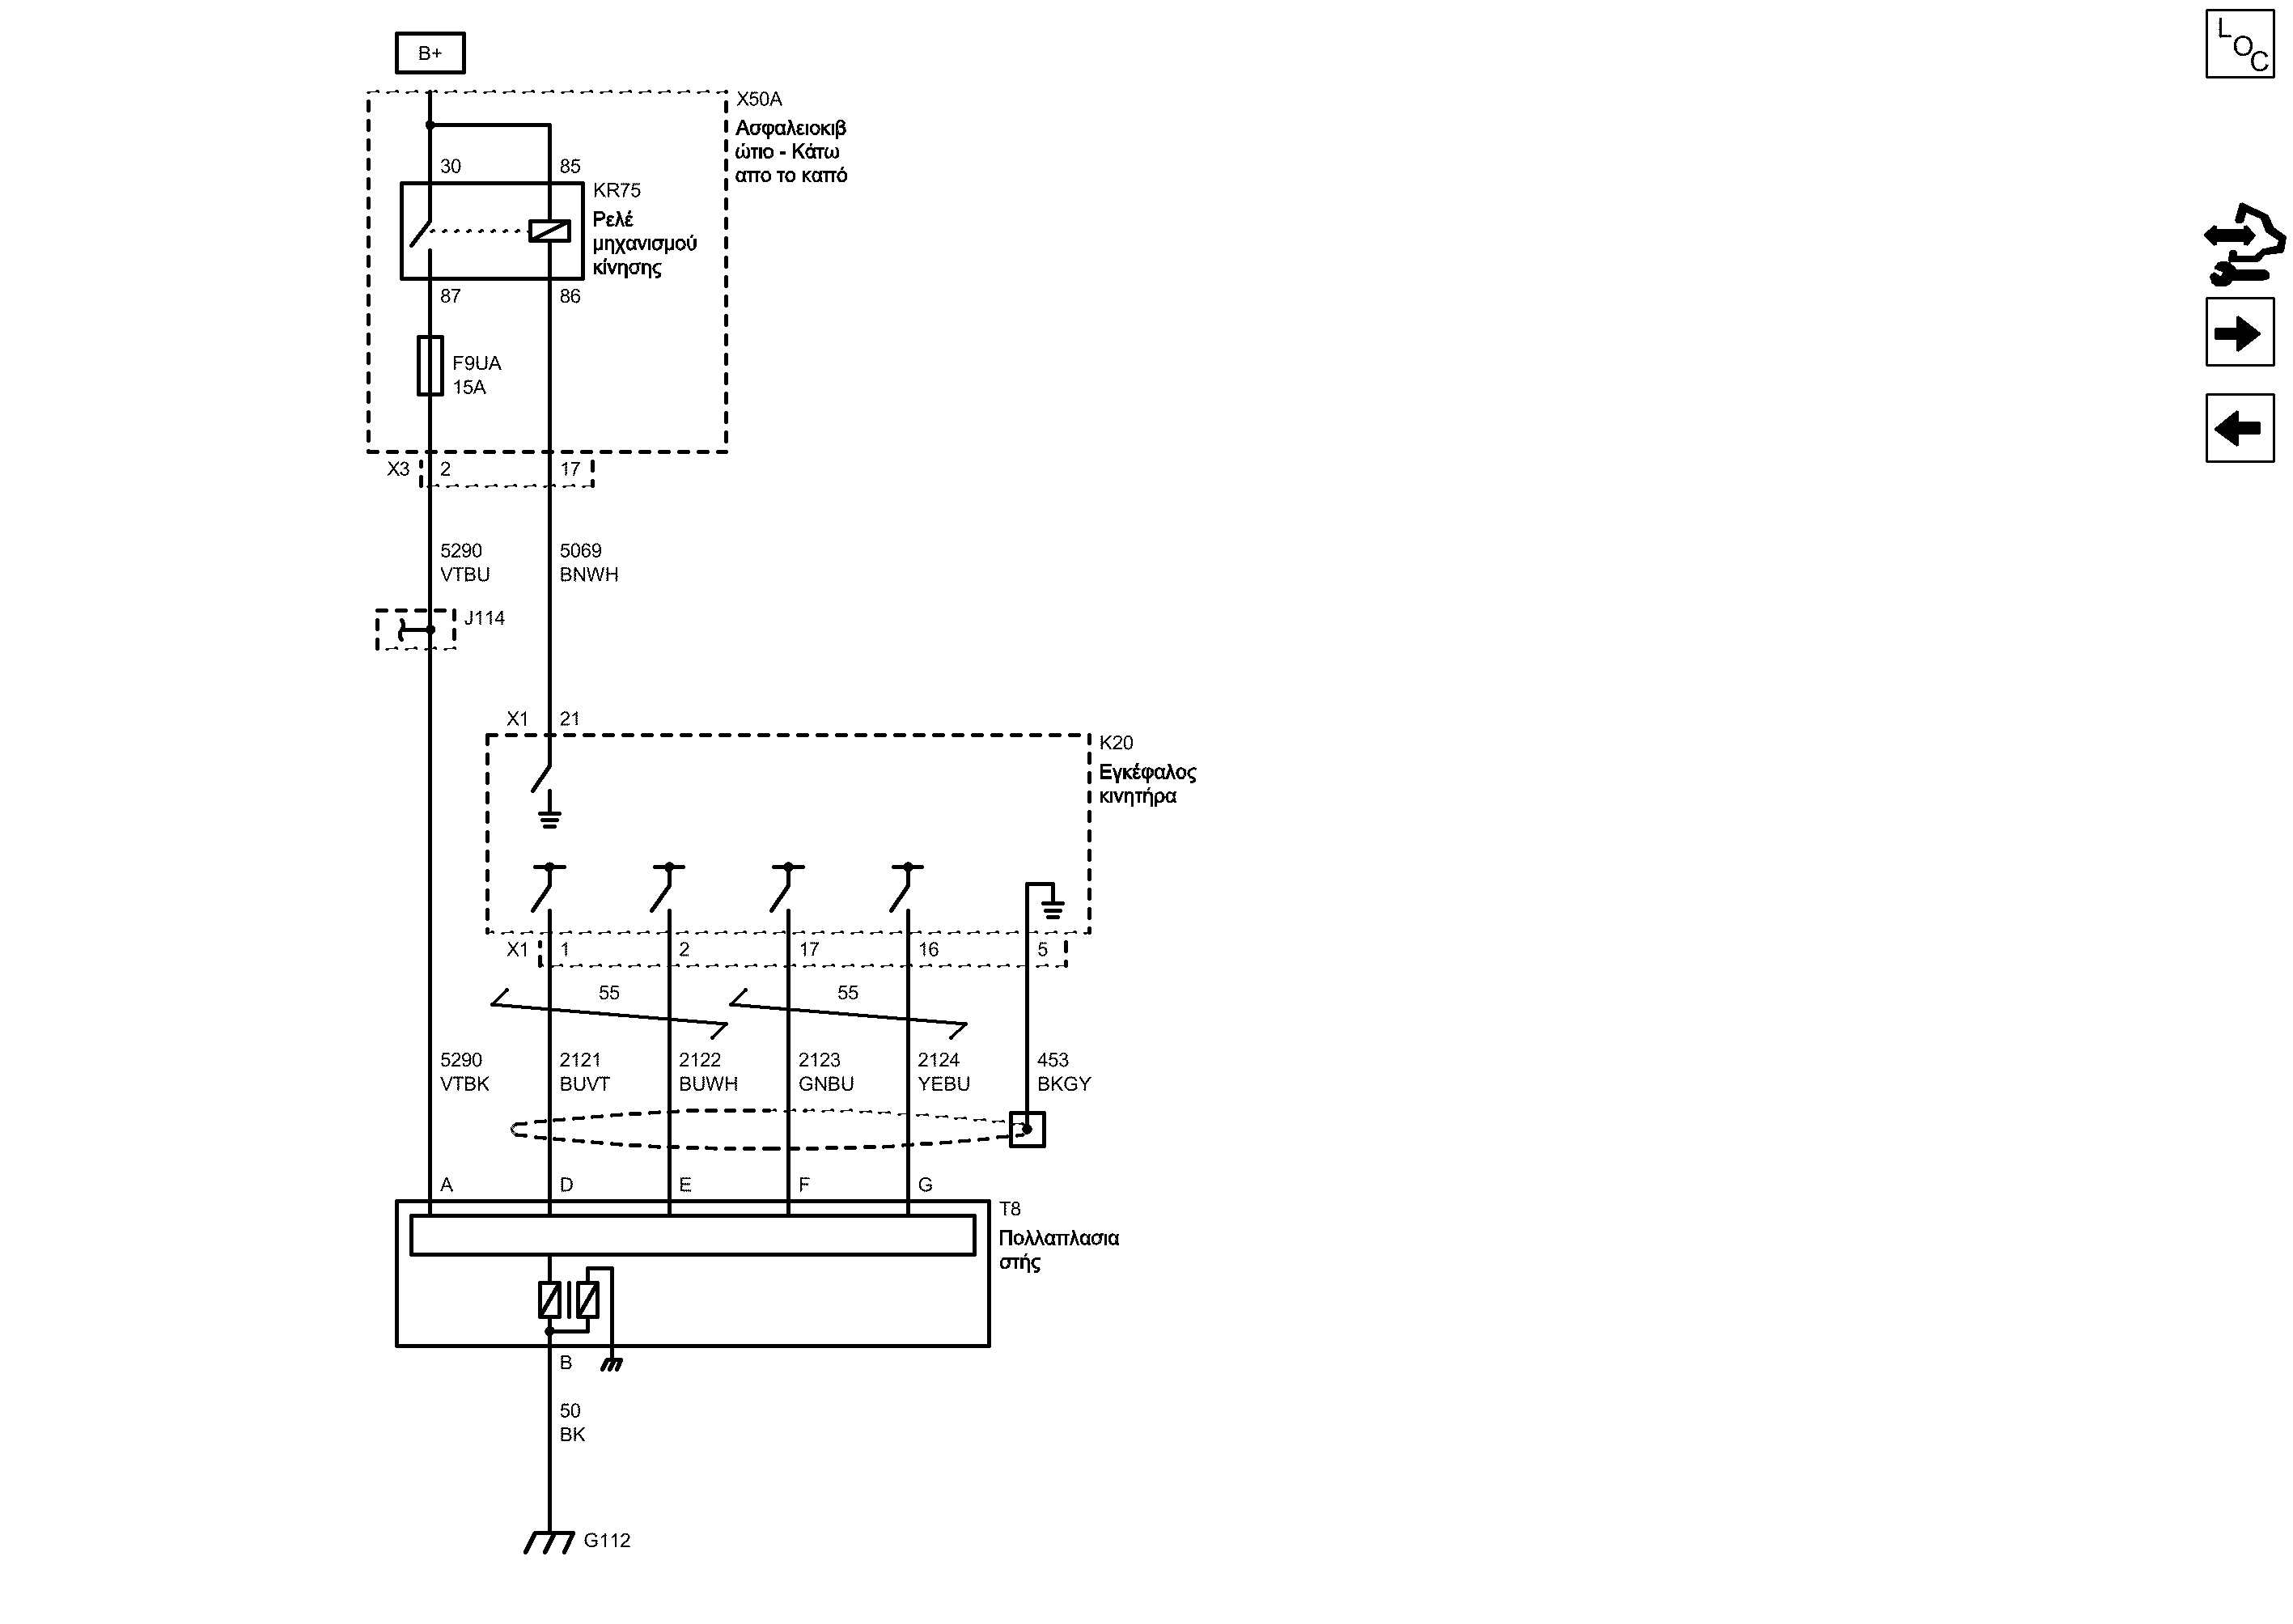 B+
L
O
C
X50A
Ασφαλειοκιβ
ώτιο - Κάτω
απο το καπό
30
85
KR75
Ρελέ
μηχανισμού
κίνησης
87
86
F9UA
15A
X3
2
17
5290
VTBU
5069
BNWH
J114
X1
21
K20
Εγκέφαλος
κινητήρα
X1
1
2
17
16
5
55
55
5290
VTBK
2121
BUVT
2122
BUWH
2123
GNBU
2124
YEBU
453
BKGY
A
D
E
F
G
T8
Πολλαπλασια
στής
B
50
BK
G112